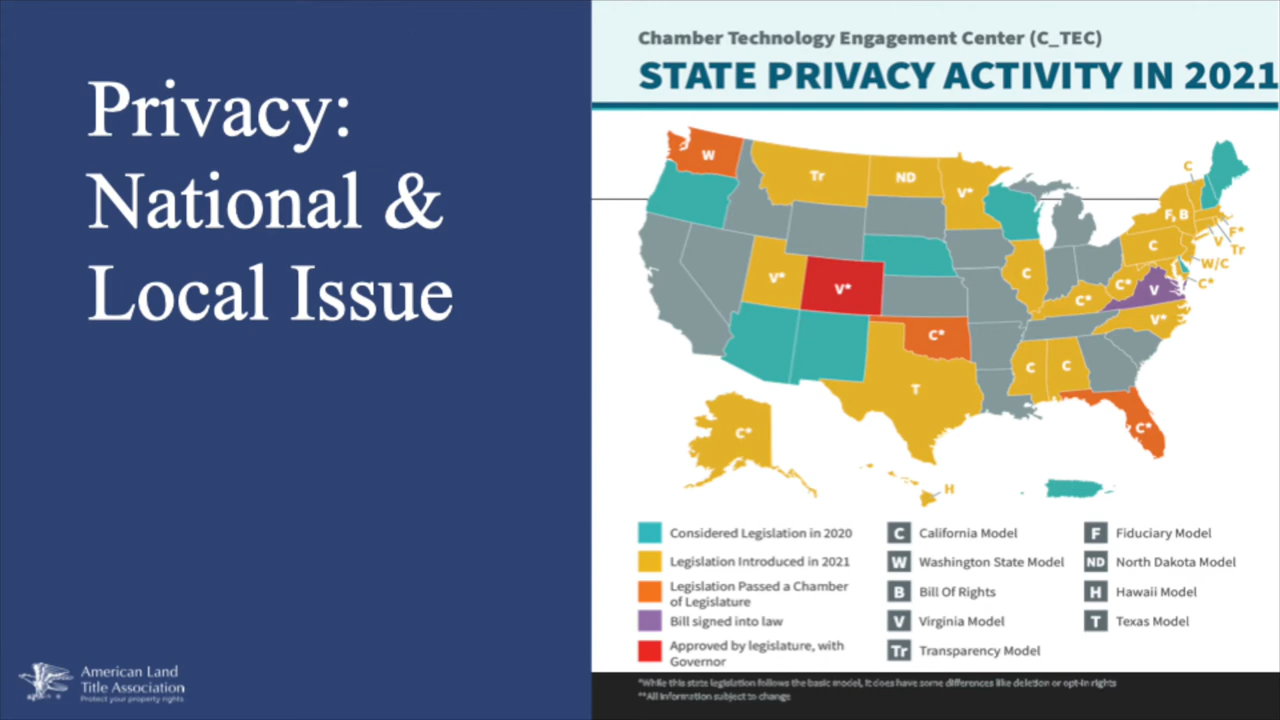 Privacy:
National &
Local Issue
American Land
Title Association
Protect your property rights
Chamber Technology Engagement Center (C_TEC)
STATE PRIVACY ACTIVITY IN 2021
W
Tr
ND
V*
C
F, B
F*
V
Tr
C
W/C
C*
V*
V*
C
C*
C*
V
V*
C*
C
C
T
C*
C*
H
Considered Legislation in 2020
Legislation Introduced in 2021
Legislation Passed a Chamber
of Legislature
Bill signed into law
Approved by legislature, with
Governor
C California Model
W Washington State Model
B Bill Of Rights
V Virginia Model
Tr Transparency Model
F Fiduciary Model
ND North Dakota Model
H Hawaii Model
T Texas Model
*While this state legislation follows the basic model, it does have some differences like deletion or opt-in rights
**All information subject to change